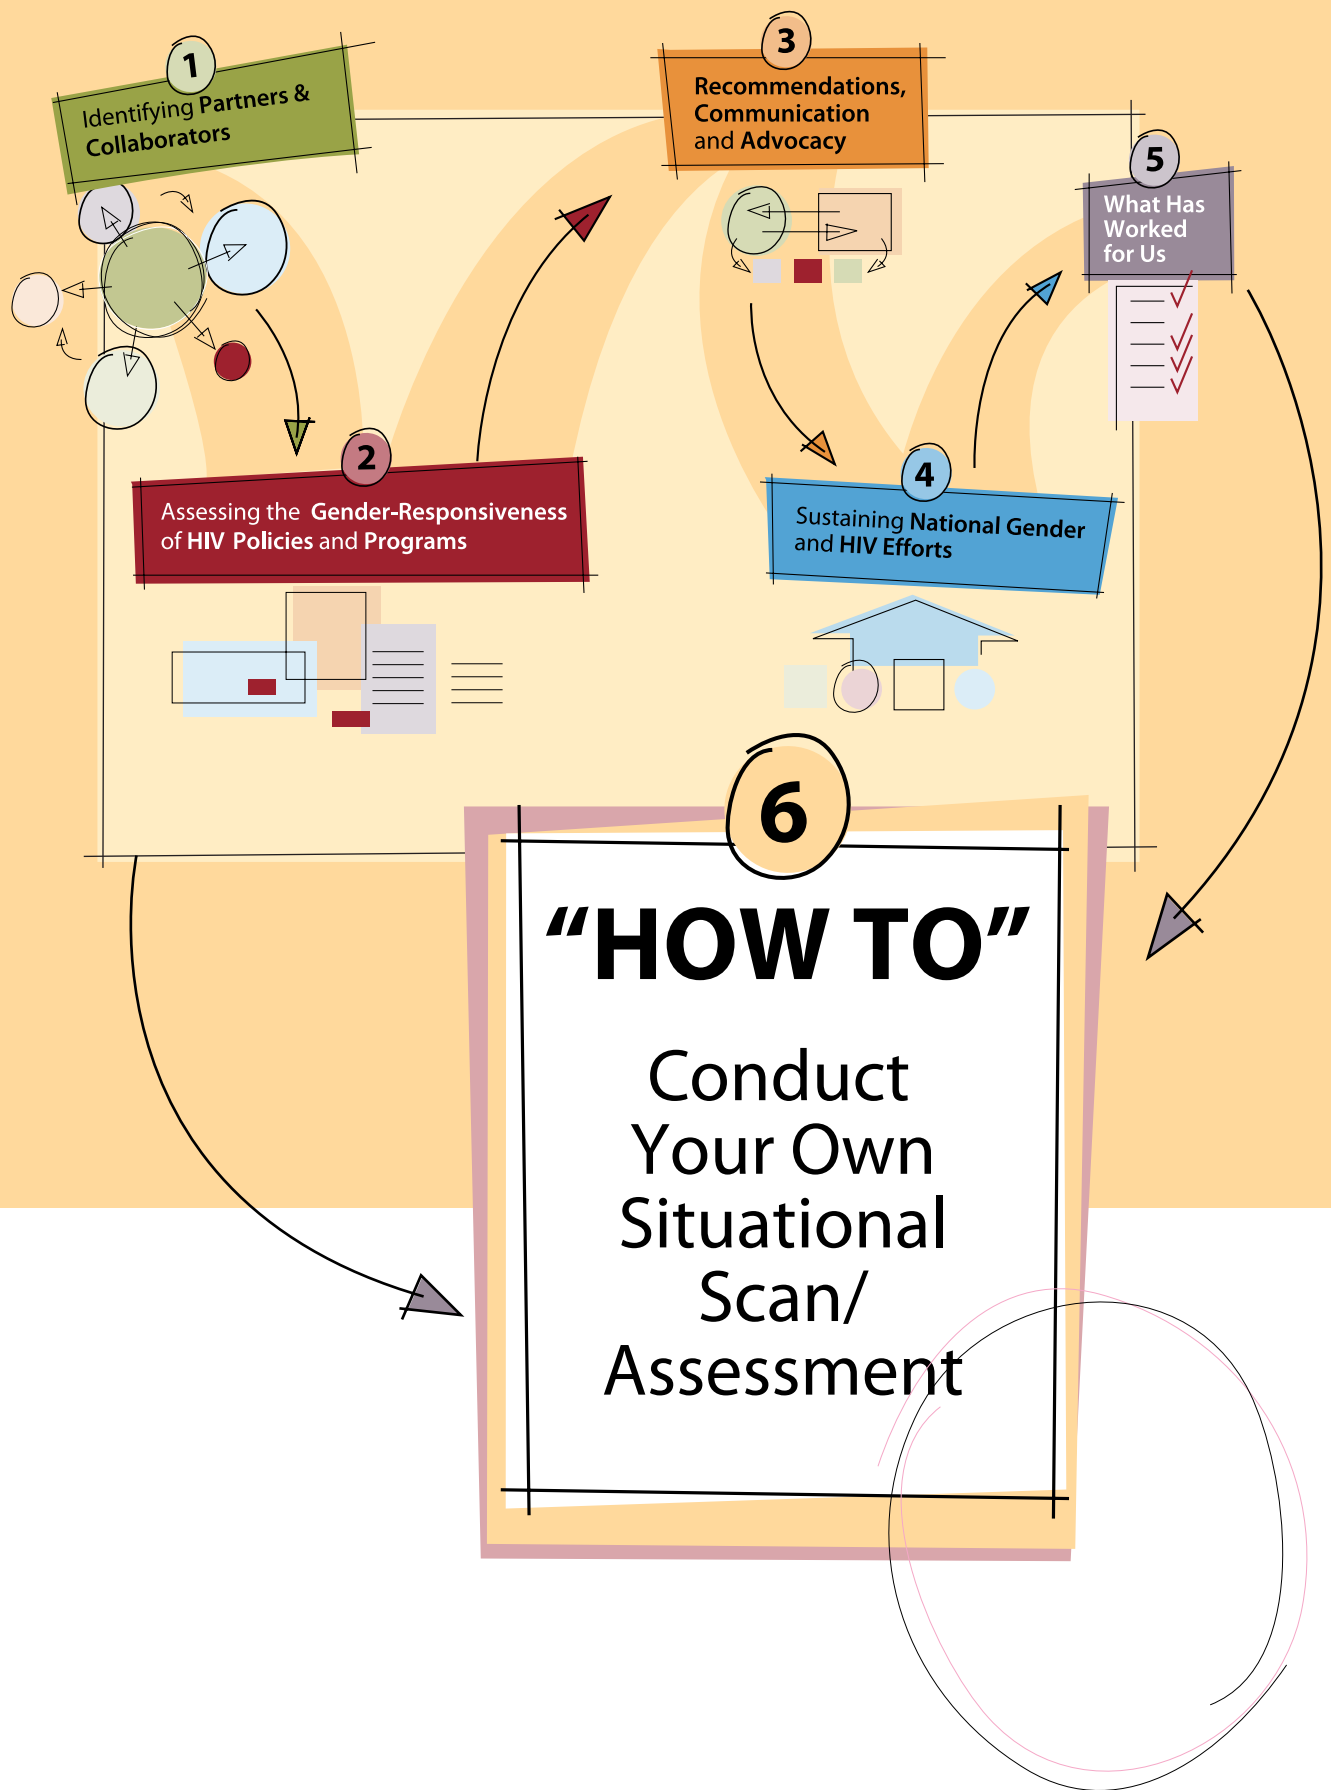 1
Identifying Partners &
Collaborators
2
Assessing the Gender-Responsiveness
of HIV Policies and Programs
3
Recommendations,
Communication
and Advocacy
4
Sustaining National Gender
and HIV Efforts
5
What Has
Worked
for Us
6
“HOW TO”
Conduct
Your Own
Situational
Scan/
Assessment